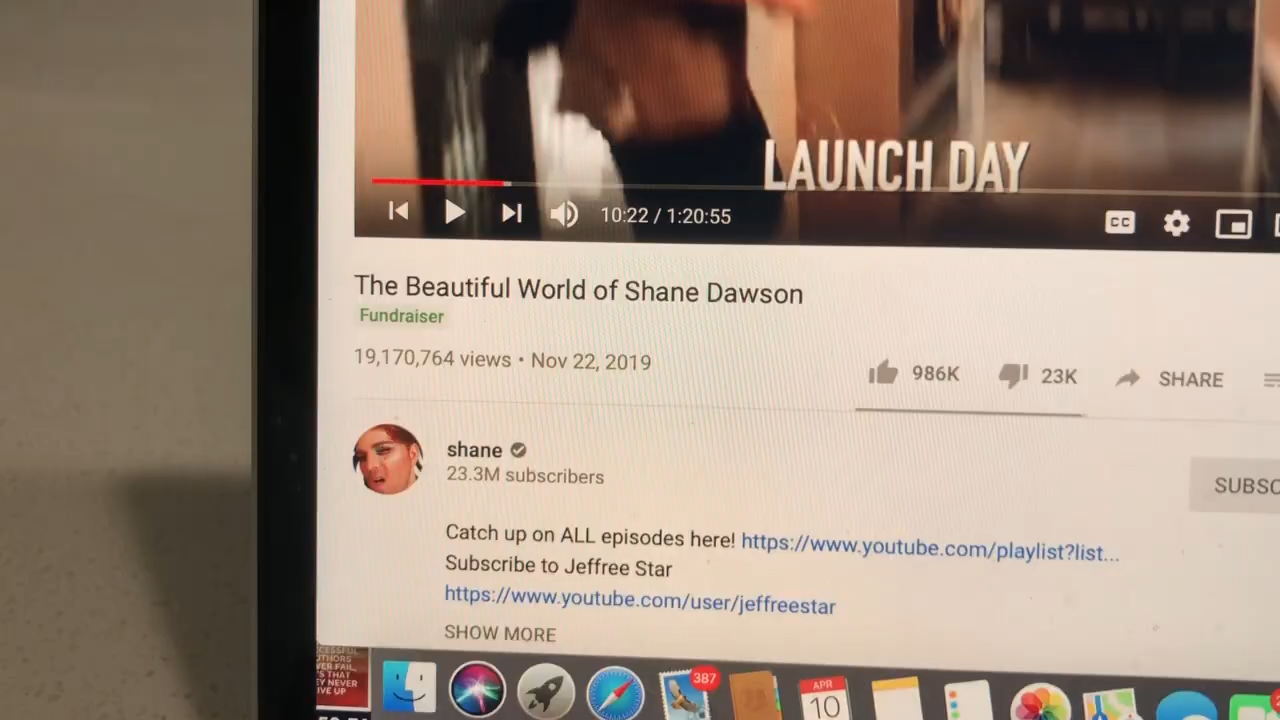 LAUNCH DAY
10:22 / 1:20:55
CC
The Beautiful World of Shane Dawson
Fundraiser
19,170,764 views • Nov 22, 2019
986K
23K
SHARE
shane
23.3M subscribers
SUBSC
Catch up on ALL episodes here! https://www.youtube.com/playlist?list...
Subscribe to Jeffree Star
https://www.youtube.com/user/jeffreestar
SHOW MORE
387
APR
10